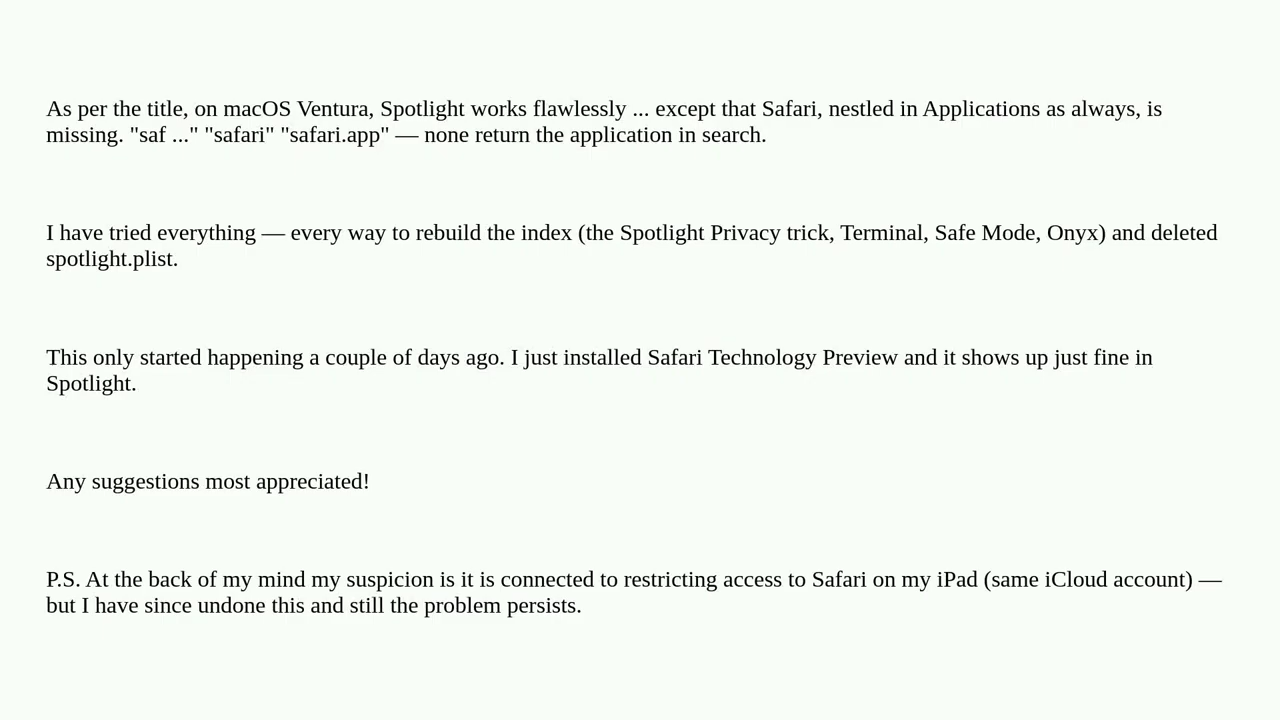 As per the title, on macOS Ventura, Spotlight works flawlessly ... except that Safari, nestled in Applications as always, is
missing. "saf ..." "safari" "safari.app" — none return the application in search.
I have tried everything — every way to rebuild the index (the Spotlight Privacy trick, Terminal, Safe Mode, Onyx) and deleted
spotlight.plist.
This only started happening a couple of days ago. I just installed Safari Technology Preview and it shows up just fine in
Spotlight.
Any suggestions most appreciated!
P.S. At the back of my mind my suspicion is it is connected to restricting access to Safari on my iPad (same iCloud account) —
but I have since undone this and still the problem persists.